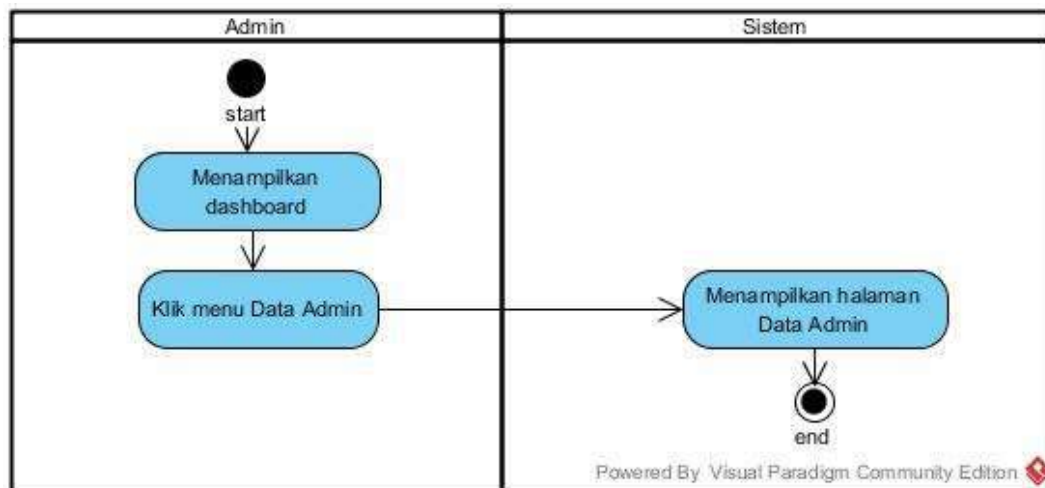 Admin
Sistem
start
Menampilkan
dashboard
Klik menu Data Admin
Menampilkan halaman
Data Admin
end
Powered By Visual Paradigm Community Edition